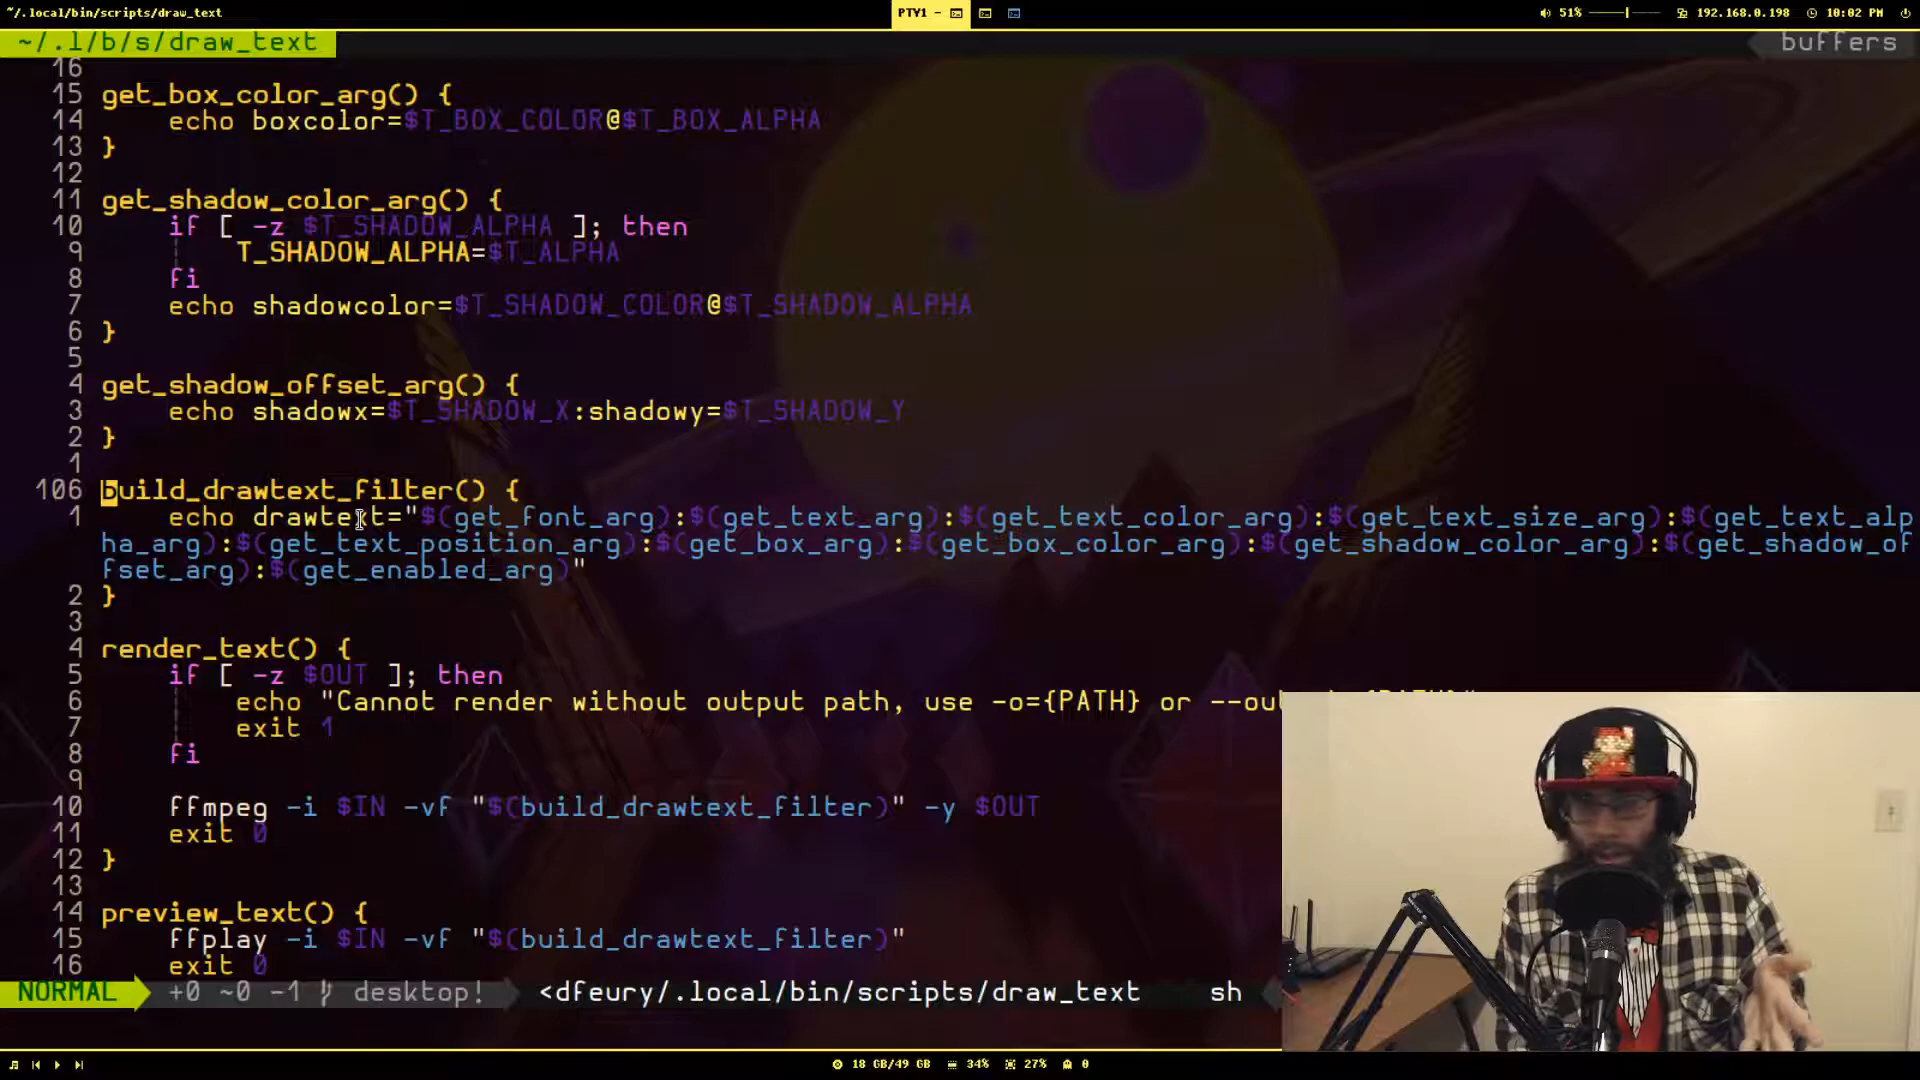 ~/.local/bin/scripts/draw_text
PTY1 -
51%
192.168.0.198
10:02 PM
~/.l/b/s/draw_text
buffers
16
15 get_box_color_arg() {
14 echo boxcolor=$T_BOX_COLOR@$T_BOX_ALPHA
13 }
12
11 get_shadow_color_arg() {
10 if [ -z $T_SHADOW_ALPHA ]; then
9 T_SHADOW_ALPHA=$T_ALPHA
8 fi
7 echo shadowcolor=$T_SHADOW_COLOR@$T_SHADOW_ALPHA
6 }
5
4 get_shadow_offset_arg() {
3 echo shadowx=$T_SHADOW_X:shadowy=$T_SHADOW_Y
2 }
1
106 build_drawtext_filter() {
1 echo drawtext="$(get_font_arg):$(get_text_arg):$(get_text_color_arg):$(get_text_size_arg):$(get_text_alp
ha_arg):$(get_text_position_arg):$(get_box_arg):$(get_box_color_arg):$(get_shadow_color_arg):$(get_shadow_of
fset_arg):$(get_enabled_arg)"
2 }
3
4 render_text() {
5 if [ -z $OUT ]; then
6 echo "Cannot render without output path, use -o={PATH} or
7 exit 1
8 fi
9
10 ffmpeg -i $IN -vf "$(build_drawtext_filter)" -y $OUT
11 exit 0
12 }
13
14 preview_text() {
15 ffplay -i $IN -vf "$(build_drawtext_filter)"
16 exit 0
NORMAL +0 ~0 -1 desktop! <dfeury/.local/bin/scripts/draw_text sh
18 GB/49 GB
34%
27%
0